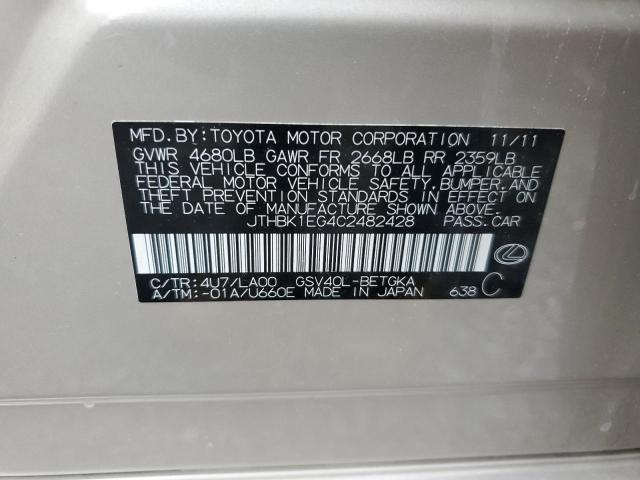 MFD. BY: TOYOTA MOTOR CORPORATION 11/11
GVWR 4680LB GAWR FR 2668LB RR 2359LB
THIS VEHICLE CONFORMS TO ALL APPLICABLE
FEDERAL MOTOR VEHICLE SAFETY, BUMPER, AND
THEFT PREVENTION STANDARDS IN EFFECT ON
THE DATE OF MANUFACTURE SHOWN ABOVE.
JTHBK1EG4C2482428 PASS. CAR
C/TR: 4U7/LA00 GSV40L-BETGKA
A/TM: -01A/U660E MADE IN JAPAN 638 C